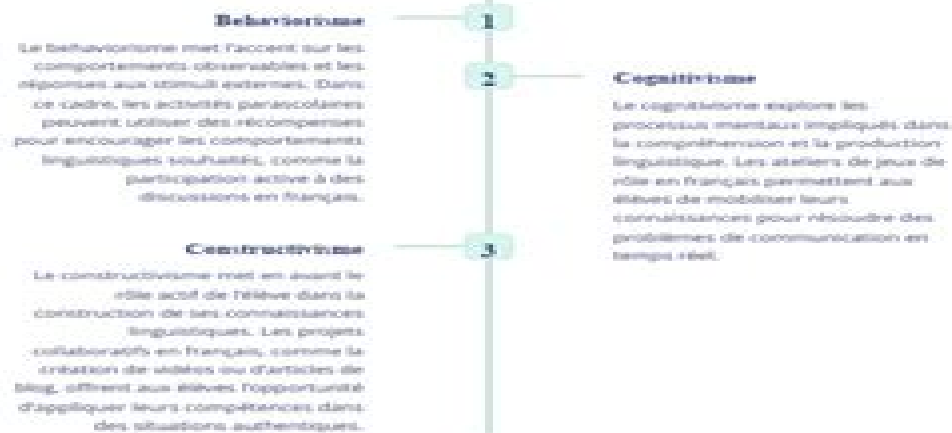 Behaviorisme
1
Le behaviorisme met l'accent sur les
comportements observables et les
réponses aux stimuli externes. Dans
ce cadre, les activités parascolaires
peuvent utiliser des récompenses
pour encourager les comportements
linguistiques souhaités, comme la
participation active à des
discussions en français.
2
Cognitivisme
Le cognitivisme explore les
processus mentaux impliqués dans
la compréhension et la production
linguistique. Les ateliers de jeux de
rôle en français permettent aux
élèves de mobiliser leurs
connaissances pour résoudre des
problèmes de communication en
temps réel.
Constructivisme
3
Le constructivisme met en avant le
rôle actif de l'élève dans la
construction de ses connaissances
linguistiques. Les projets
collaboratifs en français, comme la
création de vidéos ou d'articles de
blog, offrent aux élèves l'opportunité
d'appliquer leurs compétences dans
des situations authentiques.